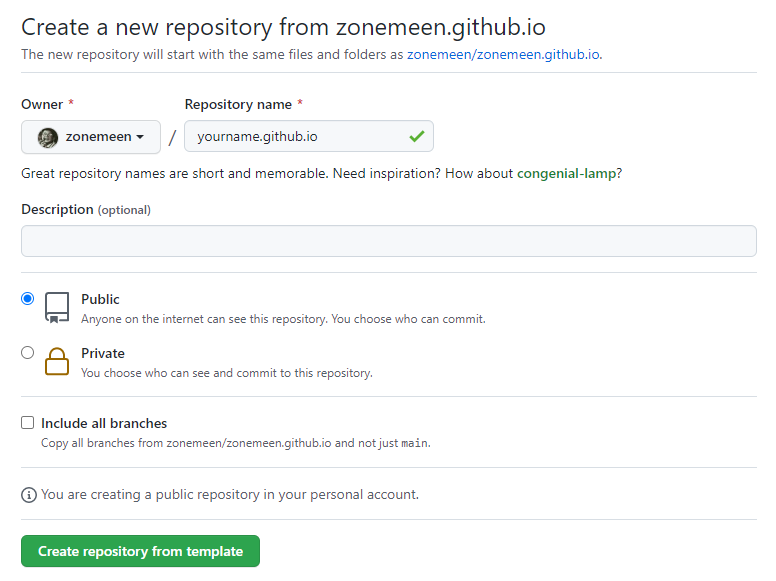 Create a new repository from zonemeen.github.io
The new repository will start with the same files and folders as zonemeen/zonemeen.github.io.
Owner * Repository name *
zonemeen / yourname.github.io
Great repository names are short and memorable. Need inspiration? How about congenial-lamp?
Description (optional)
Public
Anyone on the internet can see this repository. You choose who can commit.
Private
You choose who can see and commit to this repository.
Include all branches
Copy all branches from zonemeen/zonemeen.github.io and not just main.
You are creating a public repository in your personal account.
Create repository from template